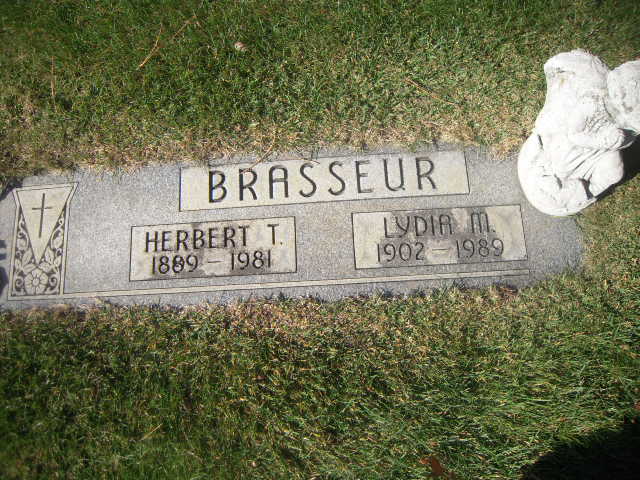 BRASSEUR
HERBERT T.
1889 – 1981
LYDIA M.
1902 – 1989